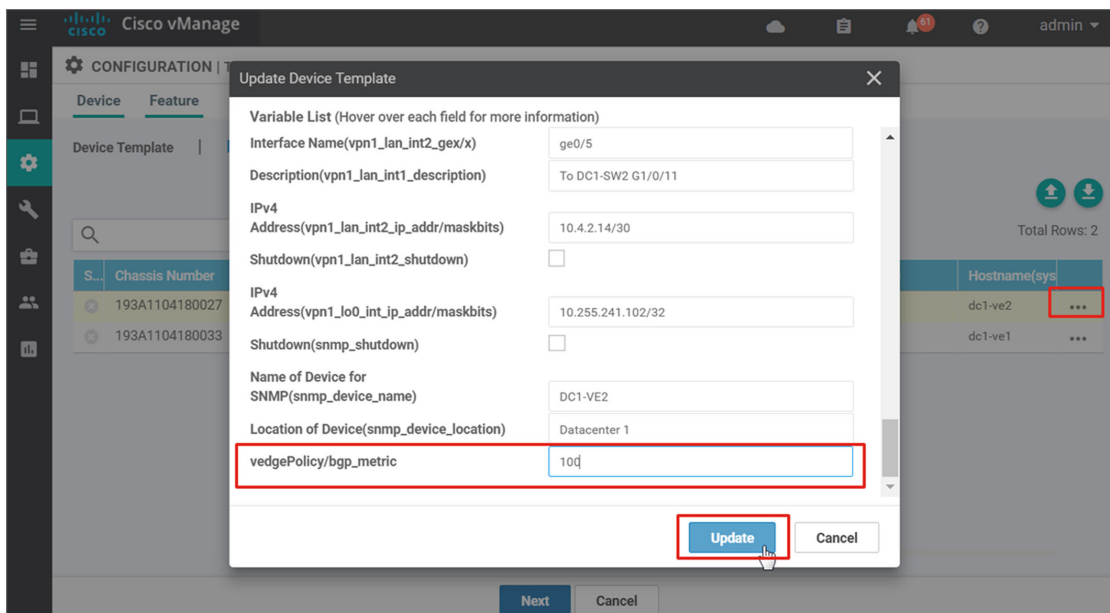 cisco Cisco vManage
61
admin
CONFIGURATION | T
Update Device Template
Device Feature
Variable List (Hover over each field for more information)
Device Template |
Interface Name(vpn1_lan_int2_gex/x) ge0/5
Description(vpn1_lan_int1_description) To DC1-SW2 G1/0/11
IPv4
Address(vpn1_lan_int2_ip_addr/maskbits) 10.4.2.14/30
Total Rows: 2
Shutdown(vpn1_lan_int2_shutdown)
S... Chassis Number Hostname(sys
IPv4
Address(vpn1_lo0_int_ip_addr/maskbits) 10.255.241.102/32
193A1104180027 dc1-ve2 ...
193A1104180033 dc1-ve1 ...
Shutdown(snmp_shutdown)
Name of Device for
SNMP(snmp_device_name) DC1-VE2
Location of Device(snmp_device_location) Datacenter 1
vedgePolicy/bgp_metric 100
Update Cancel
Next Cancel